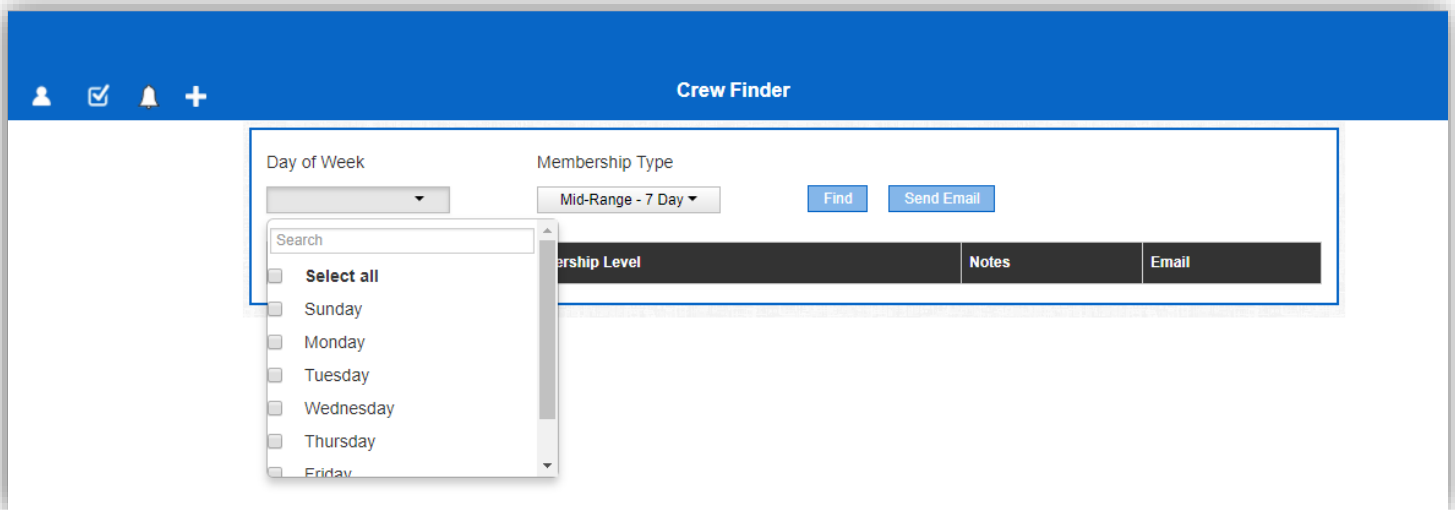 Crew Finder
Day of Week Membership Type
Mid-Range - 7 Day Find Send Email
Search
ership Level Notes Email
Select all
Sunday
Monday
Tuesday
Wednesday
Thursday
Friday